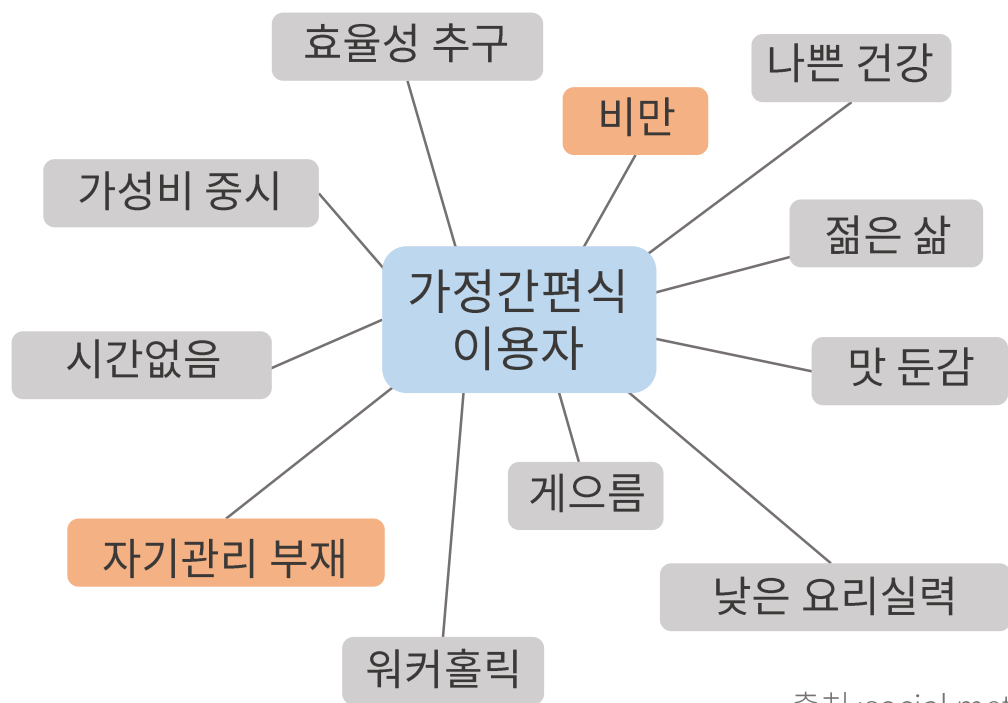 효율성 추구
나쁜 건강
비만
가성비 중시
젊은 삶
가정간편식
이용자
시간없음
맛 둔감
게으름
자기관리 부재
낮은 요리실력
워커홀릭